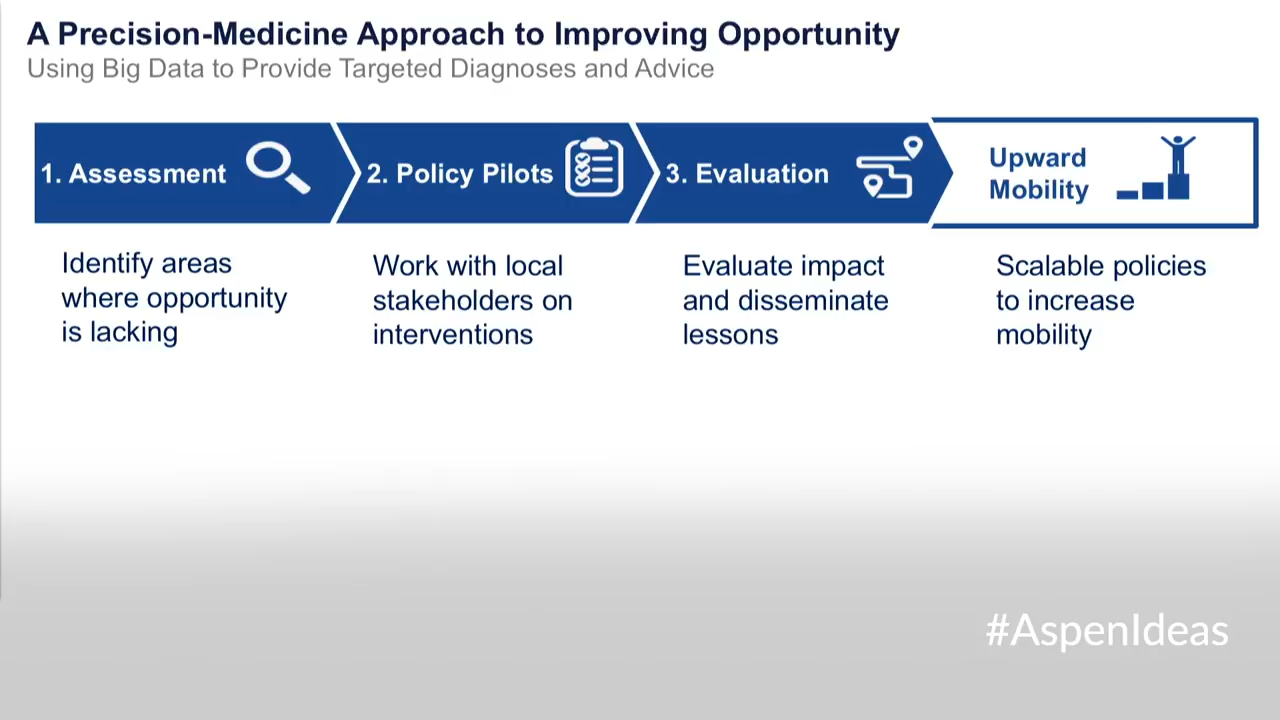 A Precision-Medicine Approach to Improving Opportunity
Using Big Data to Provide Targeted Diagnoses and Advice
1. Assessment
2. Policy Pilots
3. Evaluation
Upward
Mobility
Identify areas
where opportunity
is lacking
Work with local
stakeholders on
interventions
Evaluate impact
and disseminate
lessons
Scalable policies
to increase
mobility
#AspenIdeas